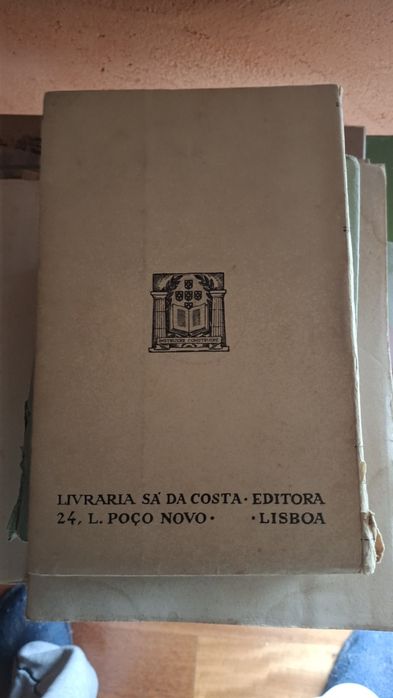 LIVRARIA SÁ DA COSTA · EDITORA
24, L. POÇO NOVO · · LISBOA